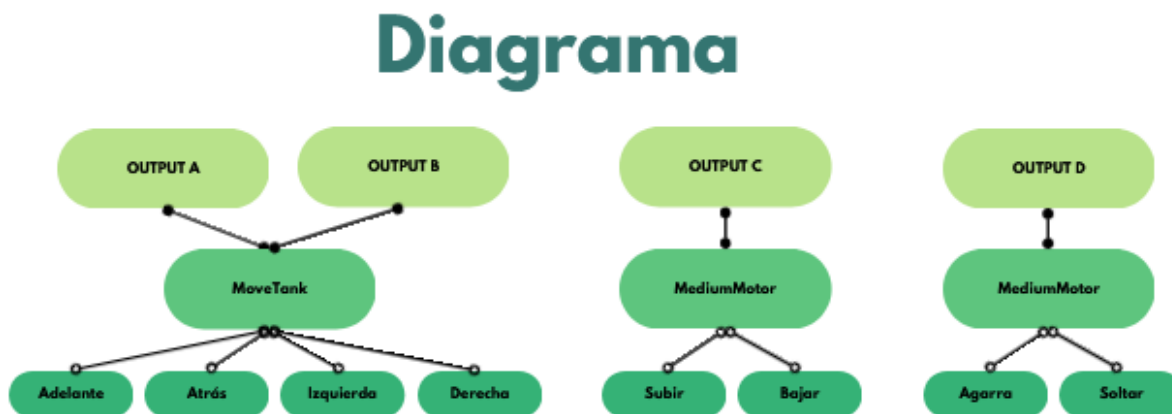 Diagrama
OUTPUT A
OUTPUT B
OUTPUT C
OUTPUT D
MoveTank
MediumMotor
MediumMotor
Adelante
Atrás
Izquierda
Derecha
Subir
Bajar
Agarra
Soltar